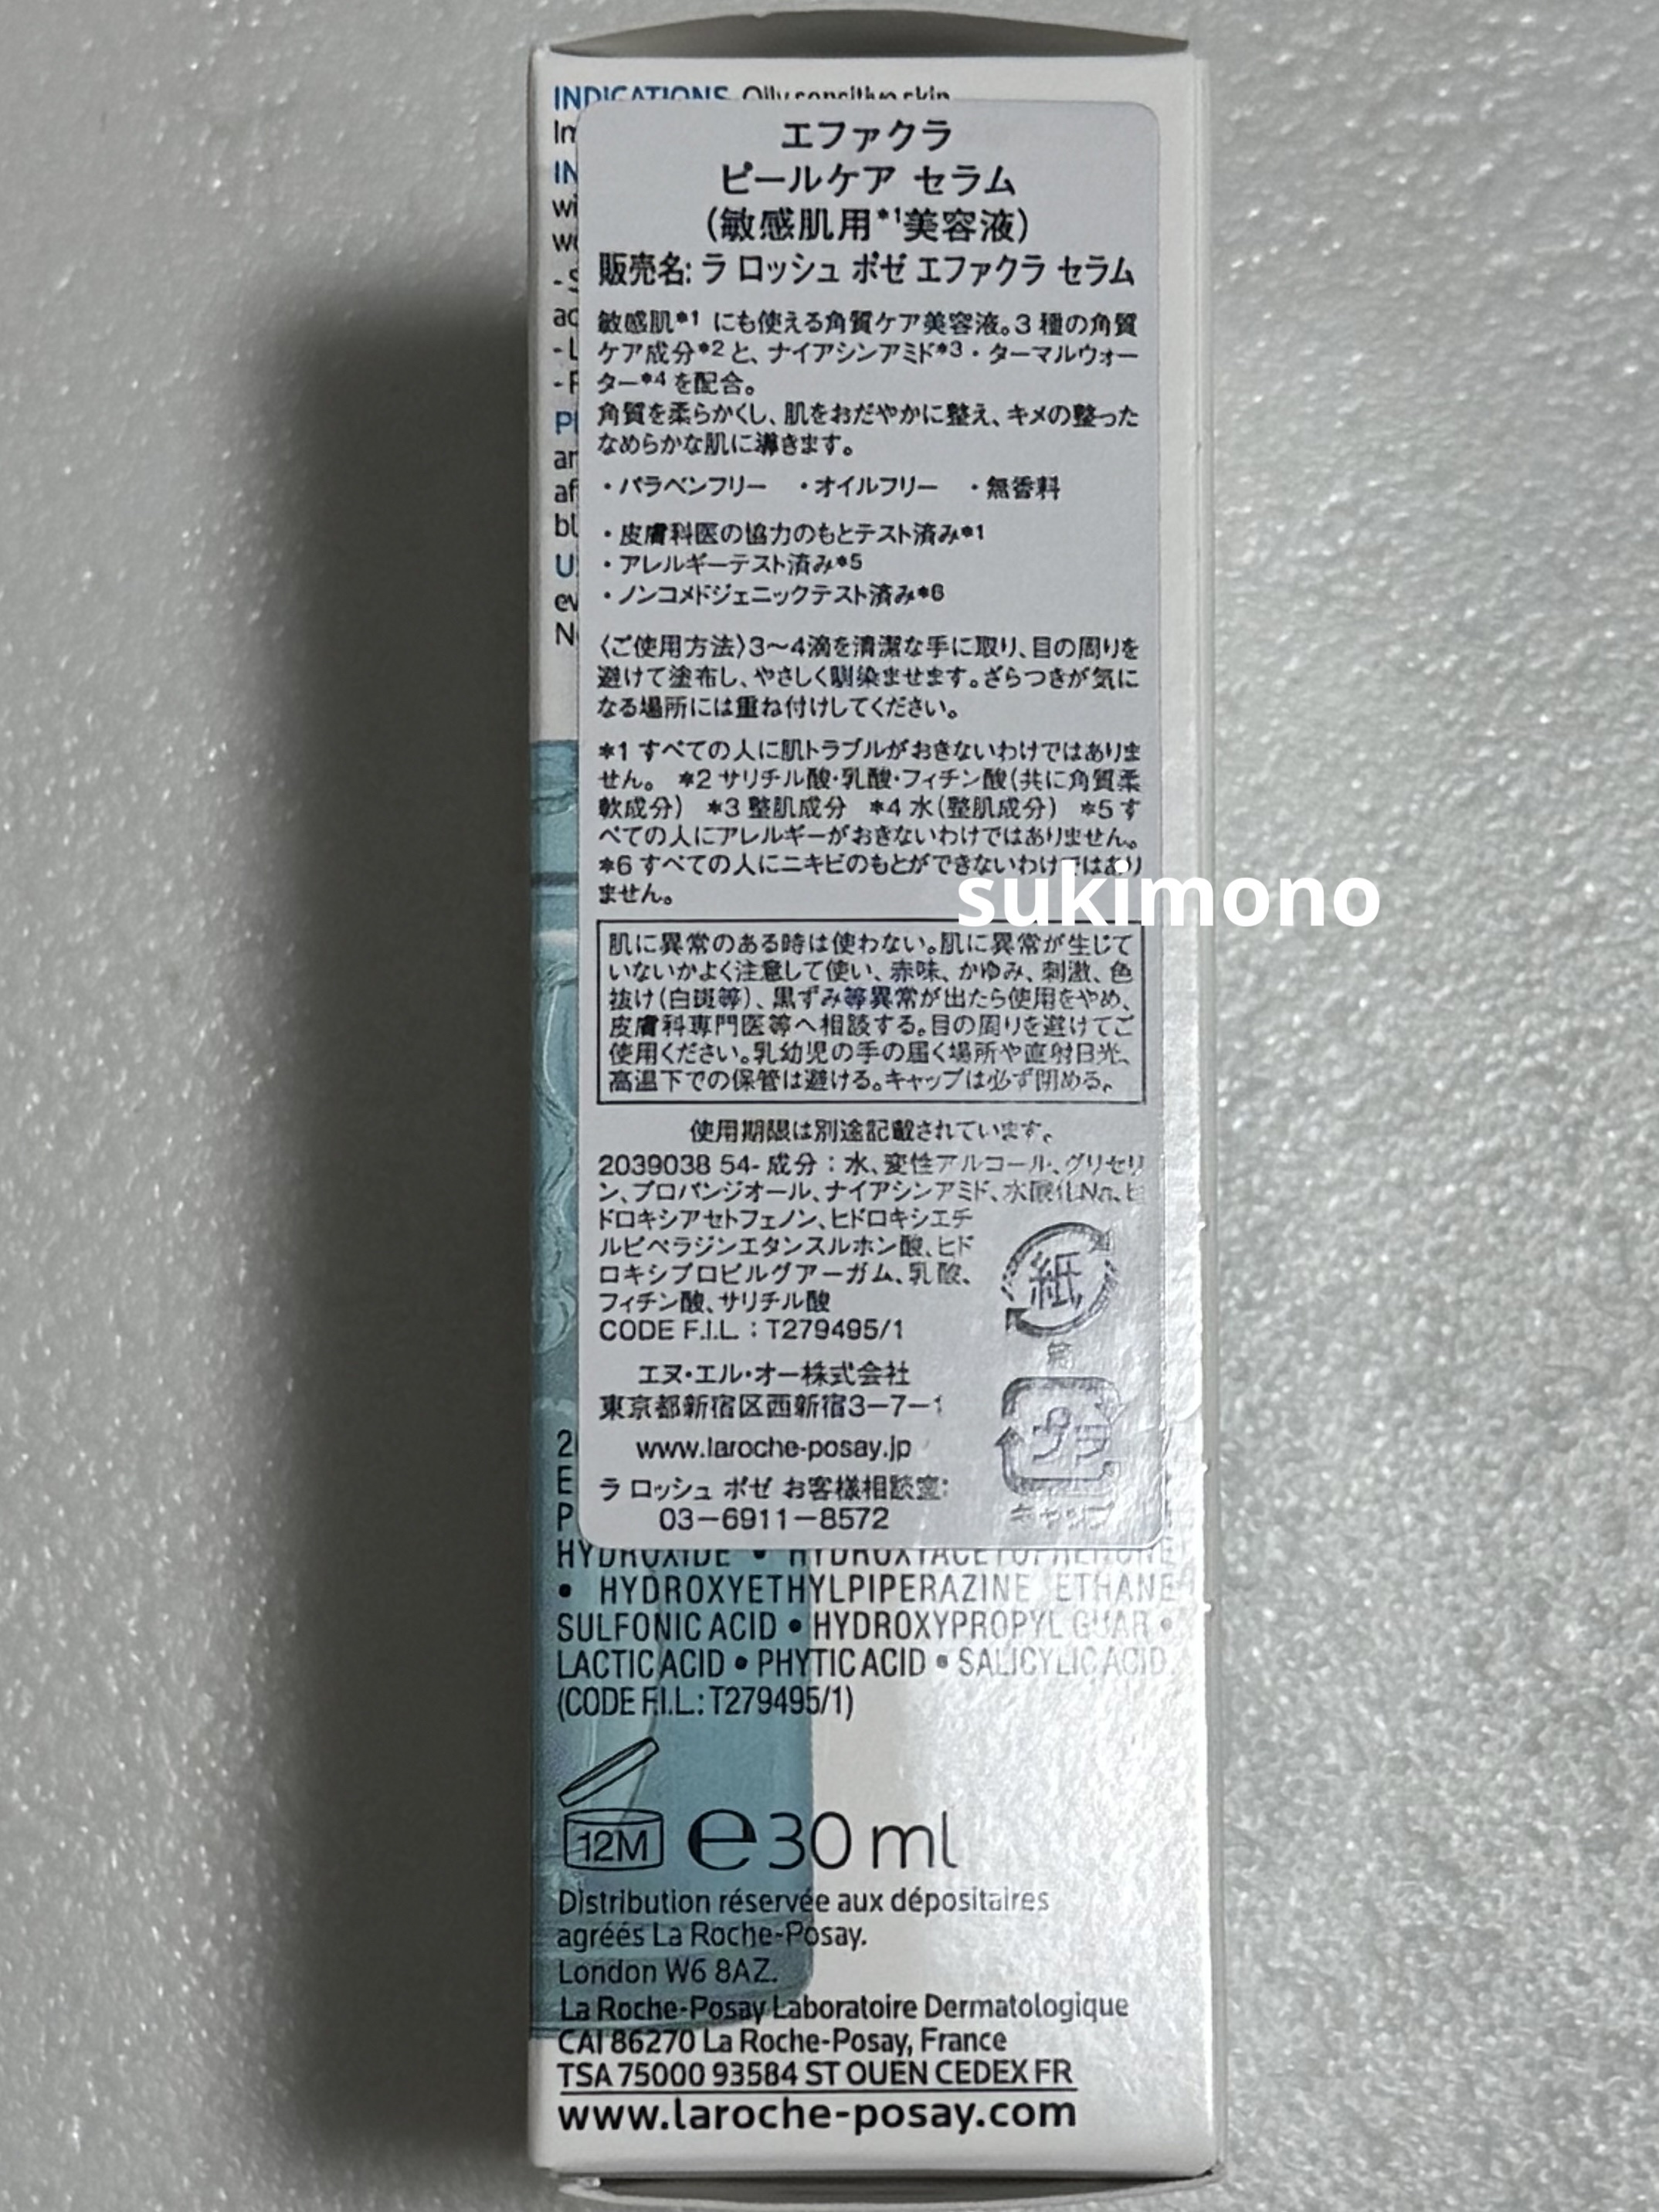 INDICATIONS Oily sensitive skin
エファクラ
ピールケア セラム
(敏感肌用*1美容液)
販売名: ラ ロッシュ ポゼ エファクラ セラム
敏感肌*1 にも使える角質ケア美容液。3 種の角質
ケア成分*2 と、ナイアシンアミド*3・ターマルウォー
ター*4 を配合。
角質を柔らかくし、肌をおだやかに整え、キメの整った
なめらかな肌に導きます。
・パラベンフリー ・オイルフリー ・無香料
・皮膚科医の協力のもとテスト済み*1
・アレルギーテスト済み*5
・ノンコメドジェニックテスト済み*6
〈ご使用方法〉3〜4滴を清潔な手に取り、目の周りを
避けて塗布し、やさしく馴染ませます。ざらつきが気に
なる場所には重ね付けしてください。
*1 すべての人に肌トラブルがおきないわけではありま
せん。 *2 サリチル酸・乳酸・フィチン酸(共に角質柔
軟成分) *3 整肌成分 *4 水(整肌成分) *5 す
べての人にアレルギーがおきないわけではありません。
*6 すべての人にニキビのもとができないわけではあり
ません。
sukimono
肌に異常のある時は使わない。肌に異常が生じて
いないかよく注意して使い、赤味、かゆみ、刺激、色
抜け(白斑等)、黒ずみ等異常が出たら使用をやめ、
皮膚科専門医等へ相談する。目の周りを避けてご
使用ください。乳幼児の手の届く場所や直射日光、
高温下での保管は避ける。キャップは必ず閉める。
使用期限は別途記載されています。
2039038 54- 成分：水、変性アルコール、グリセリ
ン、プロパンジオール、ナイアシンアミド、水酸化Na、ヒ
ドロキシアセトフェノン、ヒドロキシエチ
ルピペラジンエタンスルホン酸、ヒド
ロキシプロピルグアーガム、乳酸、
フィチン酸、サリチル酸
CODE F.I.L. : T279495/1
紙
箱
エヌ・エル・オー株式会社
東京都新宿区西新宿3−7−1
www.laroche-posay.jp
ラ ロッシュ ポゼ お客様相談室:
03−6911−8572
プラ
キャップ
HYDROXIDE • HYDROXYACETOPHENONE
• HYDROXYETHYLPIPERAZINE ETHANE
SULFONIC ACID • HYDROXYPROPYL GUAR •
LACTIC ACID • PHYTIC ACID • SALICYLIC ACID.
(CODE F.I.L.: T279495/1)
12M ℮30 ml
Distribution réservée aux dépositaires
agréés La Roche-Posay.
London W6 8AZ.
La Roche-Posay Laboratoire Dermatologique
CAI 86270 La Roche-Posay, France
TSA 75000 93584 ST OUEN CEDEX FR
www.laroche-posay.com